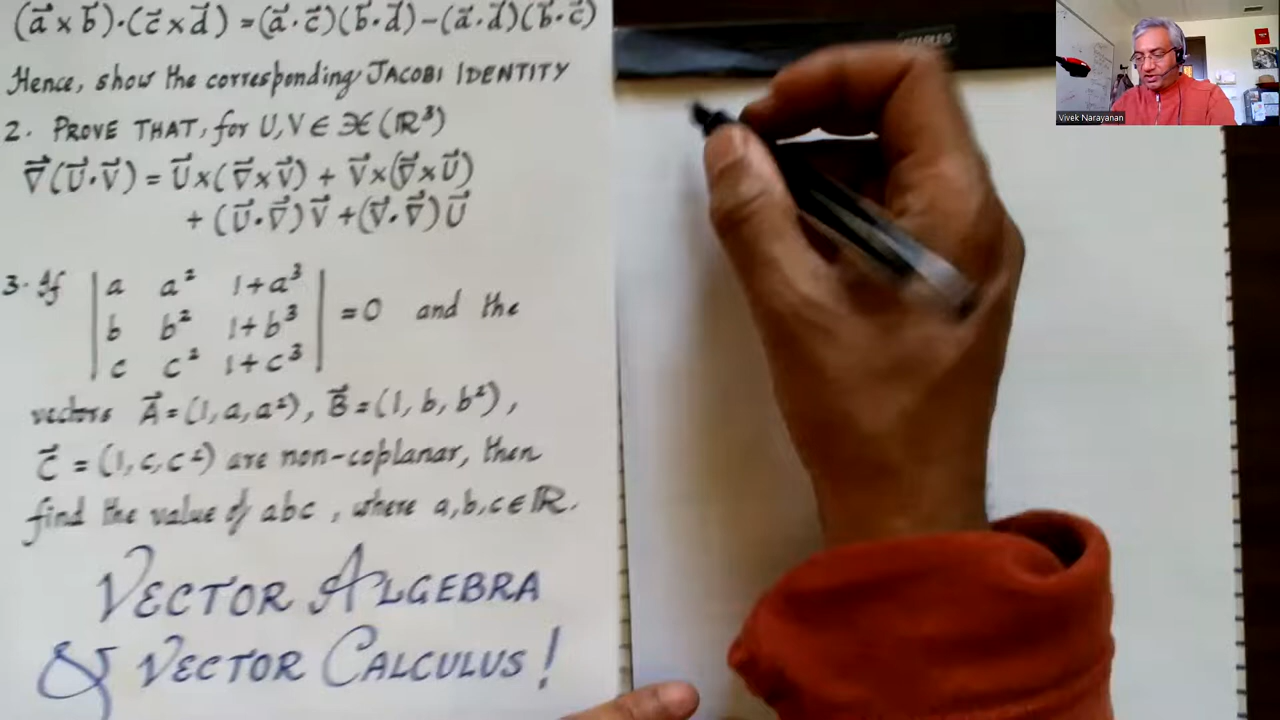 (a⃗ × b⃗)·(c⃗ × d⃗) = (a⃗·c⃗)(b⃗·d⃗) − (a⃗·d⃗)(b⃗·c⃗)
Hence, show the corresponding JACOBI IDENTITY
2. PROVE THAT, for U, V ∈ 𝔛(ℝ³)
∇⃗(U⃗·V⃗) = U⃗×(∇⃗×V⃗) + V⃗×(∇⃗×U⃗)
+ (U⃗·∇⃗)V⃗ + (V⃗·∇⃗)U⃗
3. If | a a² 1+a³ |
| b b² 1+b³ | = 0 and the
| c c² 1+c³ |
vectors A⃗ = (1, a, a²), B⃗ = (1, b, b²),
C⃗ = (1, c, c²) are non-coplanar, then
find the value of abc, where a, b, c ∈ ℝ.
VECTOR ALGEBRA
& VECTOR CALCULUS!
Vivek Narayanan